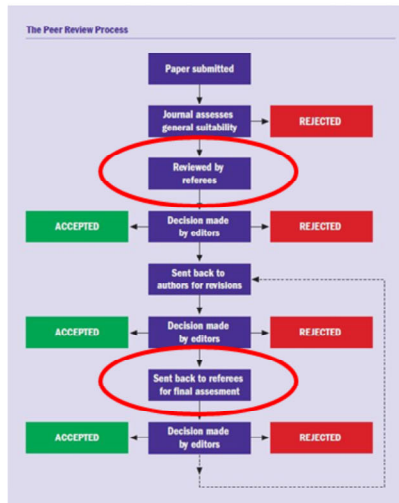 The Peer Review Process
Paper submitted
Journal assesses
general suitability
REJECTED
Reviewed by
referees
ACCEPTED
Decision made
by editors
REJECTED
Sent back to
authors for revisions
ACCEPTED
Decision made
by editors
REJECTED
Sent back to referees
for final assesment
ACCEPTED
Decision made
by editors
REJECTED